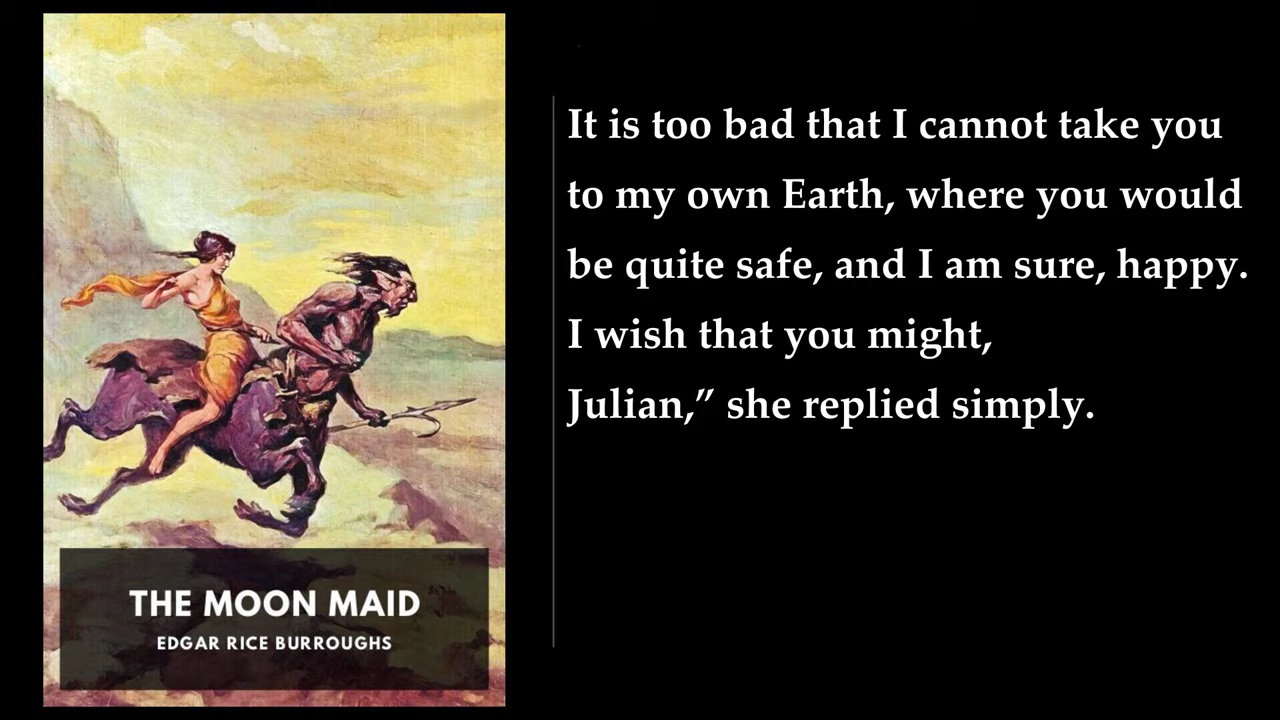 THE MOON MAID
EDGAR RICE BURROUGHS
It is too bad that I cannot take you
to my own Earth, where you would
be quite safe, and I am sure, happy.
I wish that you might,
Julian,” she replied simply.